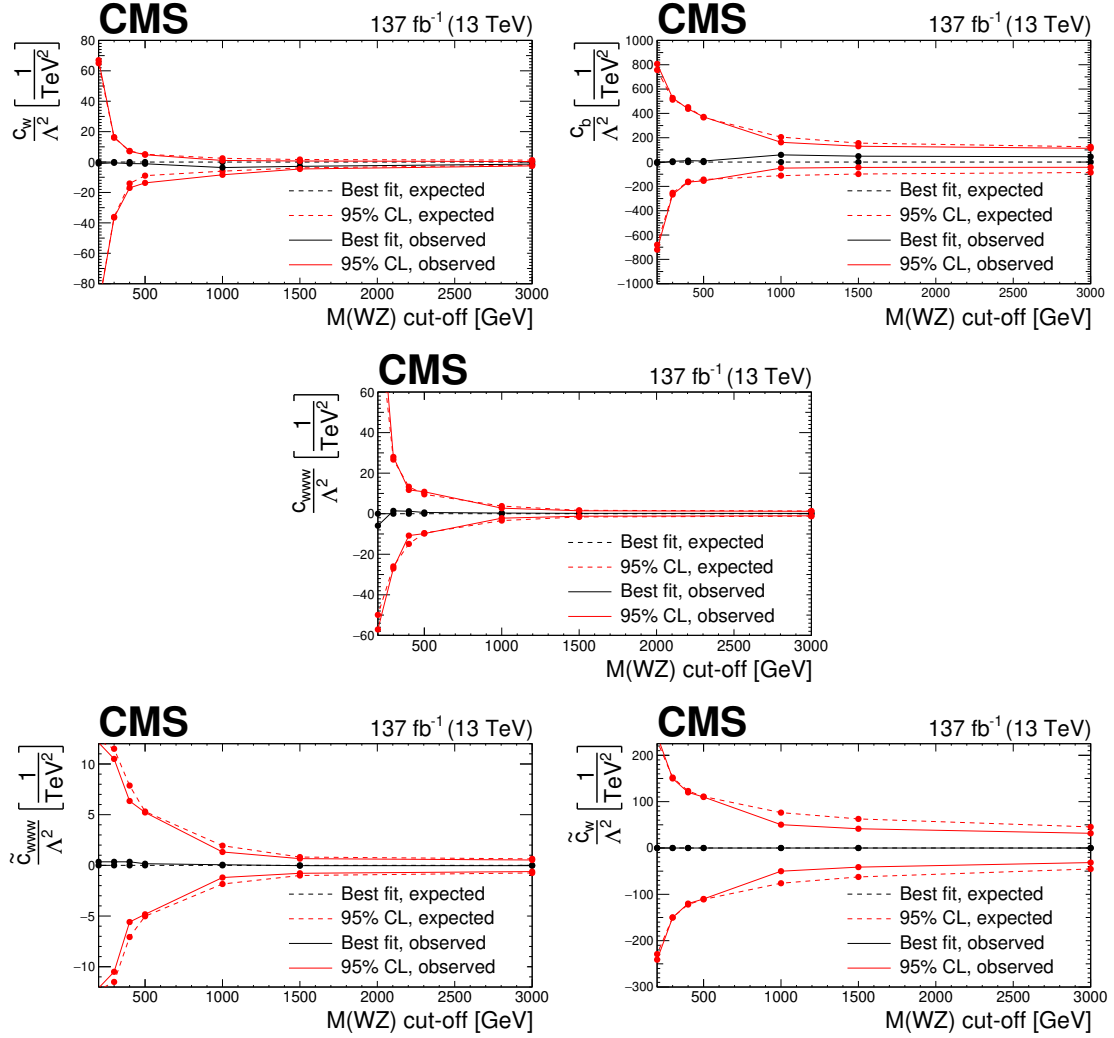 CMS 137 fb⁻¹ (13 TeV)
c_w/Λ² [1/TeV²]
80
60
40
20
0
−20
−40
−60
−80
Best fit, expected
95% CL, expected
Best fit, observed
95% CL, observed
500 1000 1500 2000 2500 3000
M(WZ) cut-off [GeV]
CMS 137 fb⁻¹ (13 TeV)
c_b/Λ² [1/TeV²]
1000
800
600
400
200
0
−200
−400
−600
−800
−1000
Best fit, expected
95% CL, expected
Best fit, observed
95% CL, observed
500 1000 1500 2000 2500 3000
M(WZ) cut-off [GeV]
CMS 137 fb⁻¹ (13 TeV)
c_www/Λ² [1/TeV²]
60
40
20
0
−20
−40
−60
Best fit, expected
95% CL, expected
Best fit, observed
95% CL, observed
500 1000 1500 2000 2500 3000
M(WZ) cut-off [GeV]
CMS 137 fb⁻¹ (13 TeV)
c̃_www/Λ² [1/TeV²]
10
5
0
−5
−10
Best fit, expected
95% CL, expected
Best fit, observed
95% CL, observed
500 1000 1500 2000 2500 3000
M(WZ) cut-off [GeV]
CMS 137 fb⁻¹ (13 TeV)
c̃_w/Λ² [1/TeV²]
200
150
100
50
0
−50
−100
−150
−200
−250
−300
Best fit, expected
95% CL, expected
Best fit, observed
95% CL, observed
500 1000 1500 2000 2500 3000
M(WZ) cut-off [GeV]